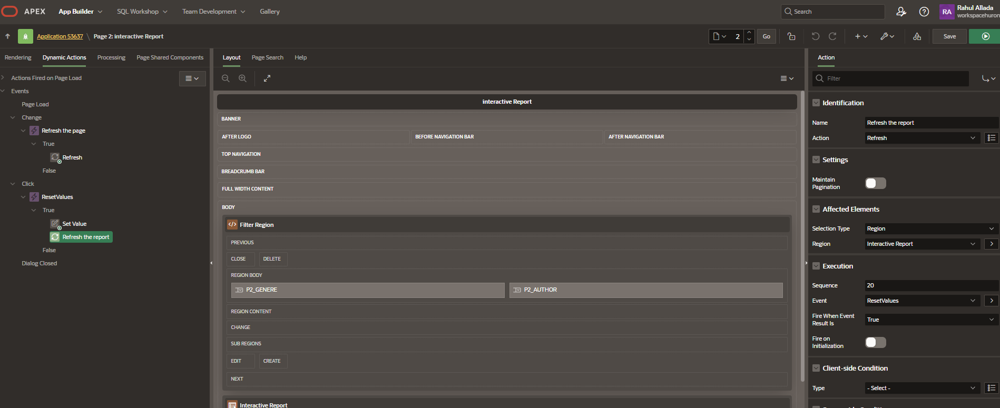 APEX App Builder SQL Workshop Team Development Gallery Search RA Rahul Allada
workspacehuron
Application 53637 \ Page 2: interactive Report 2 Go Save
Rendering Dynamic Actions Processing Page Shared Components
Actions Fired on Page Load
Events
Page Load
Change
Refresh the page
True
Refresh
False
Click
ResetValues
True
Set Value
Refresh the report
False
Dialog Closed
Layout Page Search Help
interactive Report
BANNER
AFTER LOGO BEFORE NAVIGATION BAR AFTER NAVIGATION BAR
TOP NAVIGATION
BREADCRUMB BAR
FULL WIDTH CONTENT
BODY
Filter Region
PREVIOUS
CLOSE DELETE
REGION BODY
P2_GENERE P2_AUTHOR
REGION CONTENT
CHANGE
SUB REGIONS
EDIT CREATE
NEXT
Interactive Report
Action
Filter
Identification
Name Refresh the report
Action Refresh
Settings
Maintain
Pagination
Affected Elements
Selection Type Region
Region Interactive Report
Execution
Sequence 20
Event ResetValues
Fire When Event
Result Is True
Fire on
Initialization
Client-side Condition
Type - Select -